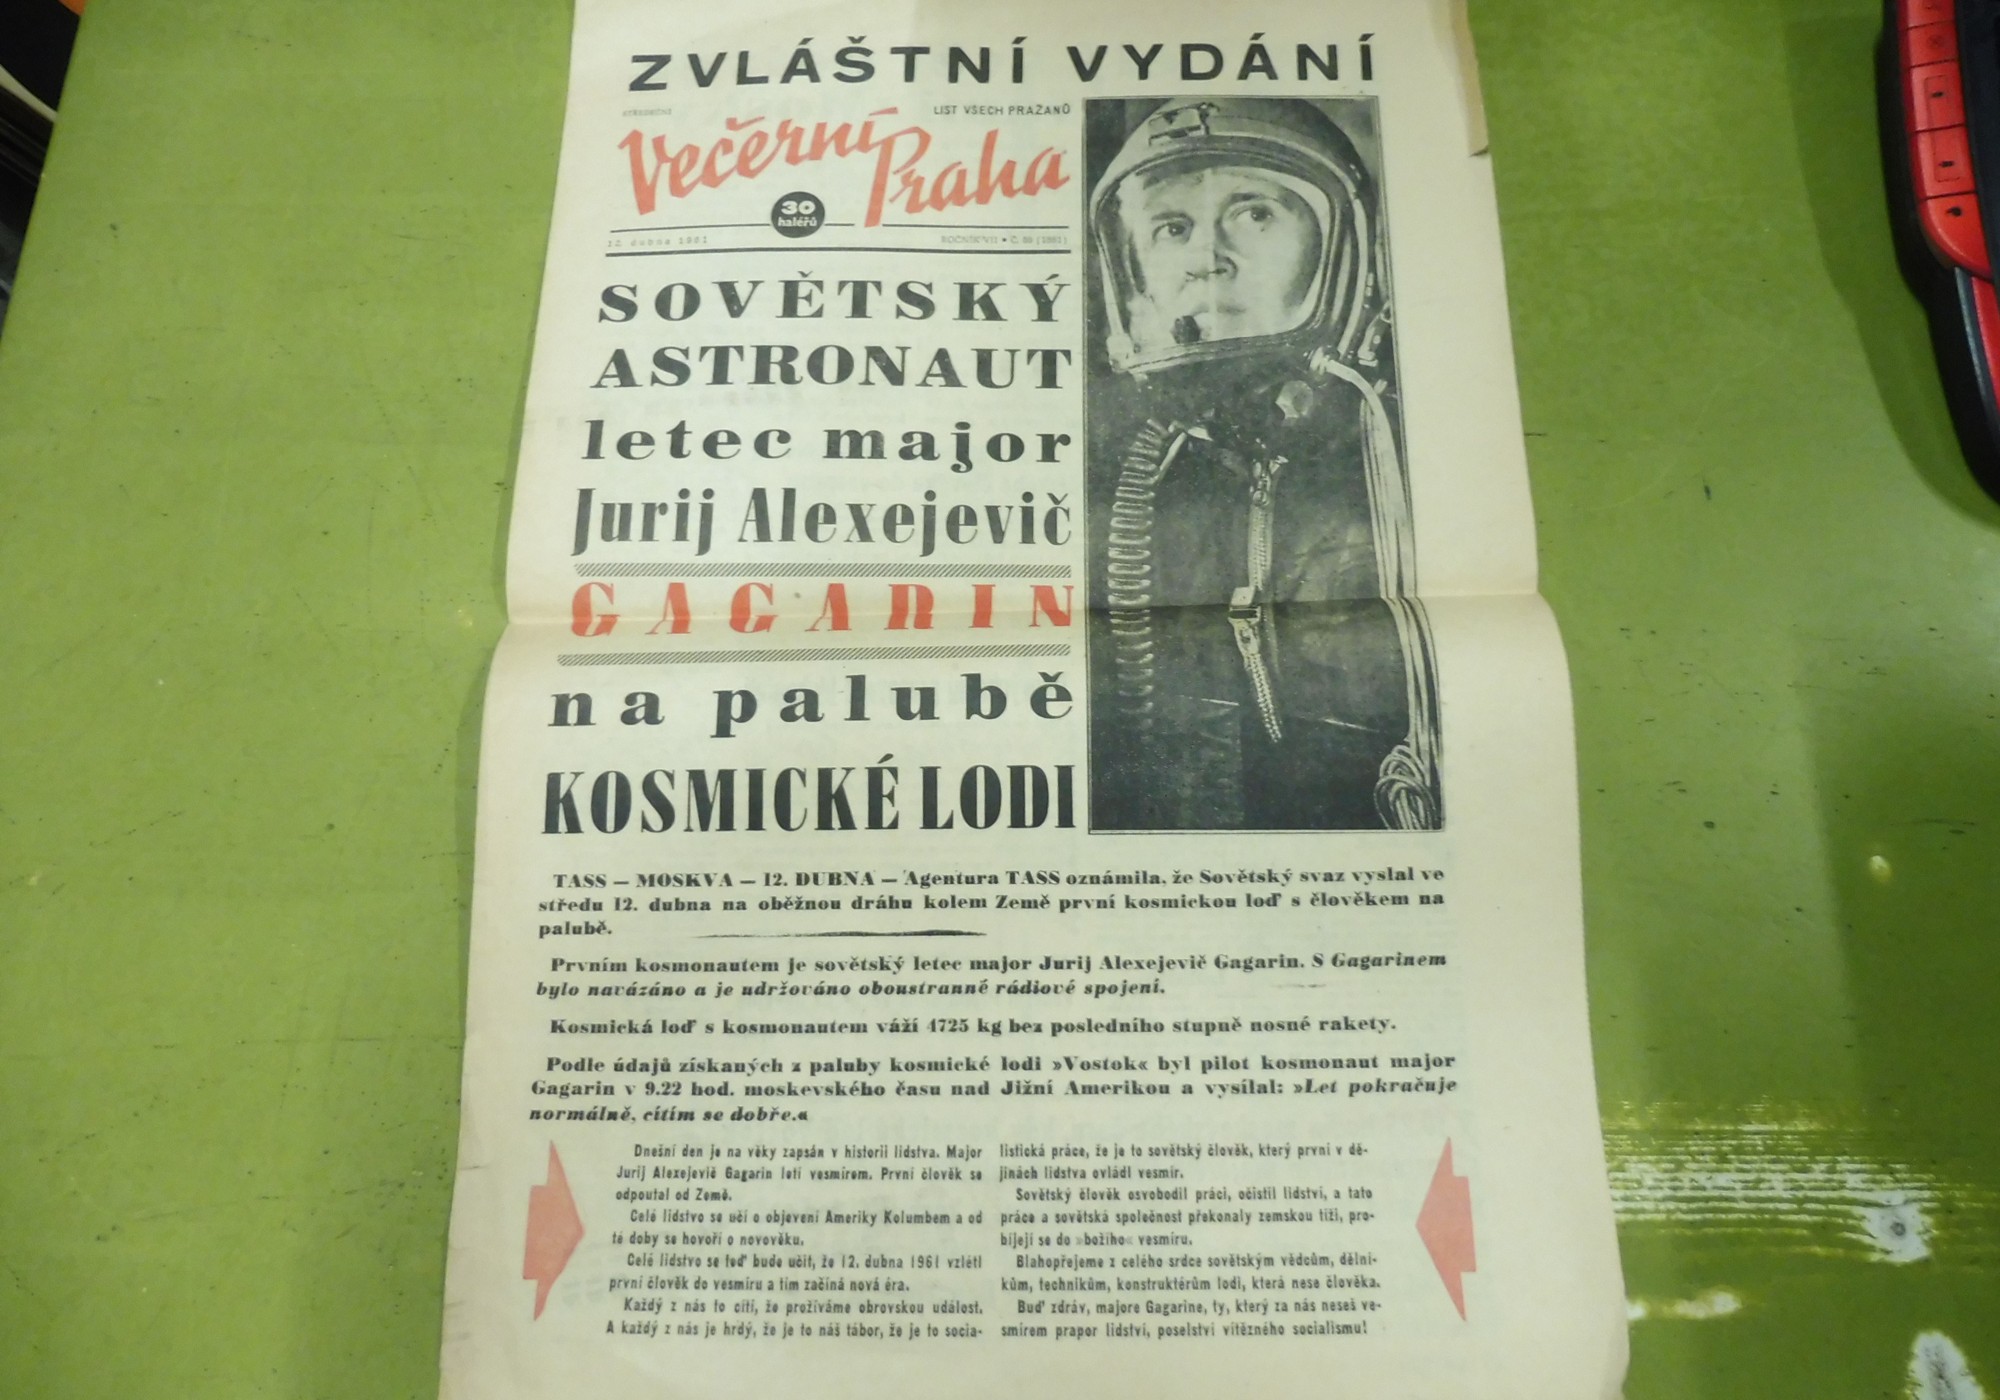 ZVLÁŠTNÍ VYDÁNÍ
LIST VŠECH PRAŽANŮ
Večerní Praha
30
haléřů
12. dubna 1961
ROČNÍK VII • Č.
SOVĚTSKÝ
ASTRONAUT
letec major
Jurij Alexejevič
GAGARIN
na palubě
KOSMICKÉ LODI
TASS — MOSKVA — 12. DUBNA — Agentura TASS oznámila, že Sovětský svaz vyslal ve
středu 12. dubna na oběžnou dráhu kolem Země první kosmickou loď s člověkem na
palubě.
Prvním kosmonautem je sovětský letec major Jurij Alexejevič Gagarin. S Gagarinem
bylo navázáno a je udržováno oboustranné rádiové spojení.
Kosmická loď s kosmonautem váží 4725 kg bez posledního stupně nosné rakety.
Podle údajů získaných z paluby kosmické lodi »Vostok« byl pilot kosmonaut major
Gagarin v 9.22 hod. moskevského času nad Jižní Amerikou a vysílal: »Let pokračuje
normálně, cítím se dobře.«
Dnešní den je na věky zapsán v historii lidstva. Major
Jurij Alexejevič Gagarin letí vesmírem. První člověk se
odpoutal od Země.
Celé lidstvo se učí o objevení Ameriky Kolumbem a od
té doby se hovoří o novověku.
Celé lidstvo se teď bude učit, že 12. dubna 1961 vzlétl
první člověk do vesmíru a tím začíná nová éra.
Každý z nás to cítí, že prožíváme obrovskou událost.
A každý z nás je hrdý, že je to náš tábor, že je to socia-
listická práce, že je to sovětský člověk, který první v dě-
jinách lidstva ovládl vesmír.
Sovětský člověk osvobodil práci, očistil lidství, a tato
práce a sovětská společnost překonaly zemskou tíži, pro-
bíjejí se do »božího« vesmíru.
Blahopřejeme z celého srdce sovětským vědcům, dělní-
kům, technikům, konstruktérům lodi, která nese člověka.
Buď zdráv, majore Gagarine, ty, který za nás neseš ve-
smírem prapor lidství, poselství vítězného socialismu!